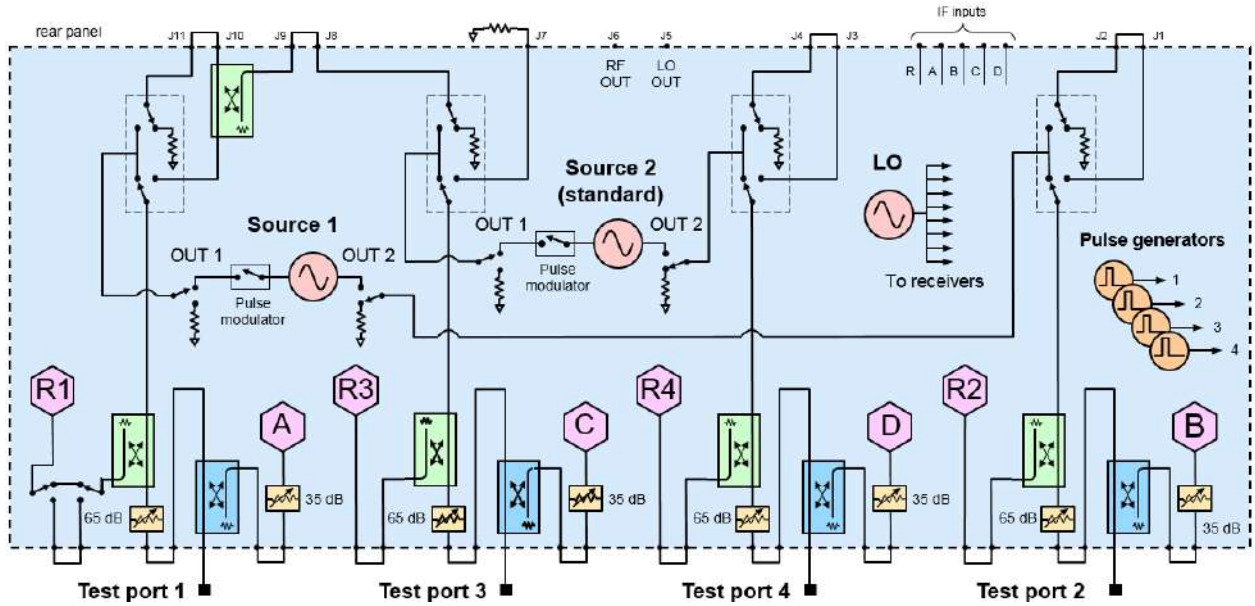 IF inputs
rear panel
J11 J10 J9 J8 J7 J6 J5 J4 J3 J2 J1
RF OUT
LO OUT
R A B C D
Source 2
(standard)
LO
Source 1
OUT 1
OUT 2
OUT 1
OUT 2
Pulse generators
Pulse modulator
To receivers
Pulse modulator
1
2
3
4
R1
A
R3
C
R4
D
R2
B
65 dB
35 dB
65 dB
35 dB
65 dB
35 dB
65 dB
35 dB
Test port 1
Test port 3
Test port 4
Test port 2